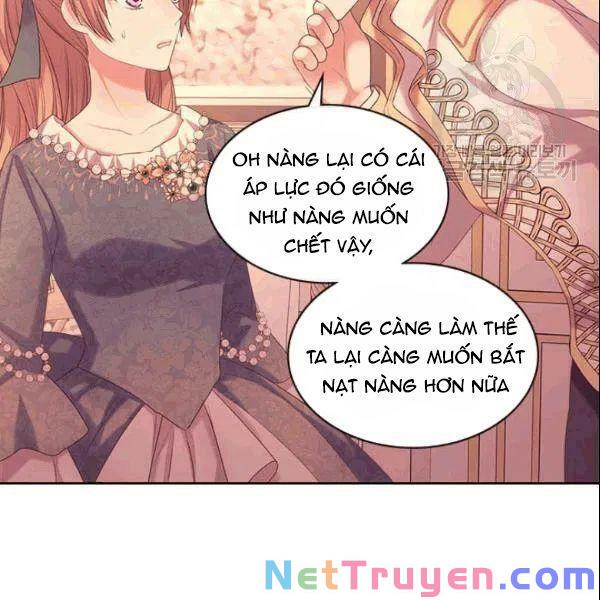 OH NÀNG LẠI CÓ CÁI
ÁP LỰC ĐÓ GIỐNG
NHƯ NÀNG MUỐN
CHẾT VẬY,
NÀNG CÀNG LÀM THẾ
TA LẠI CÀNG MUỐN BẮT
NẠT NÀNG HƠN NỮA
NetTruyen.com